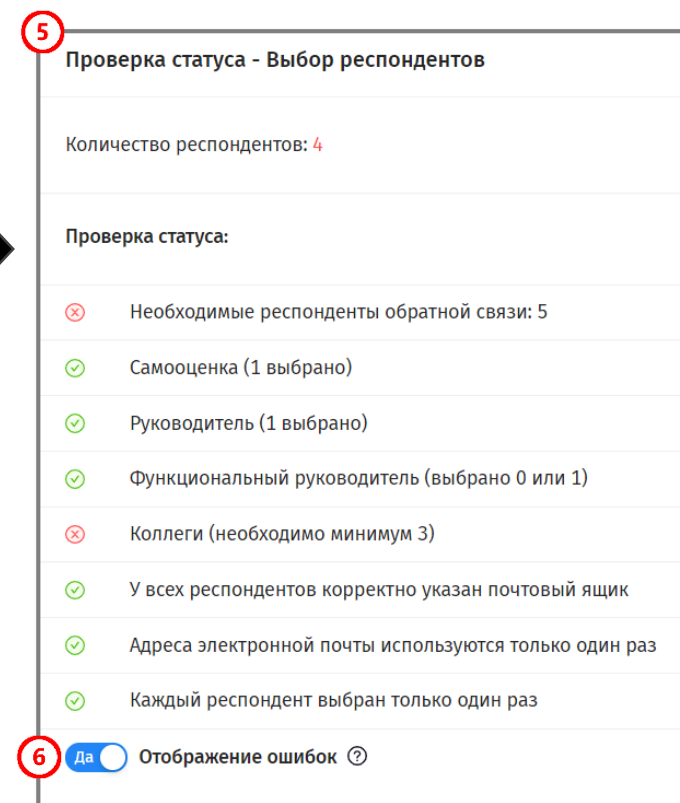 5
Проверка статуса - Выбор респондентов
Количество респондентов: 4
Проверка статуса:
Необходимые респонденты обратной связи: 5
Самооценка (1 выбрано)
Руководитель (1 выбрано)
Функциональный руководитель (выбрано 0 или 1)
Коллеги (необходимо минимум 3)
У всех респондентов корректно указан почтовый ящик
Адреса электронной почты используются только один раз
Каждый респондент выбран только один раз
6 Да Отображение ошибок ?